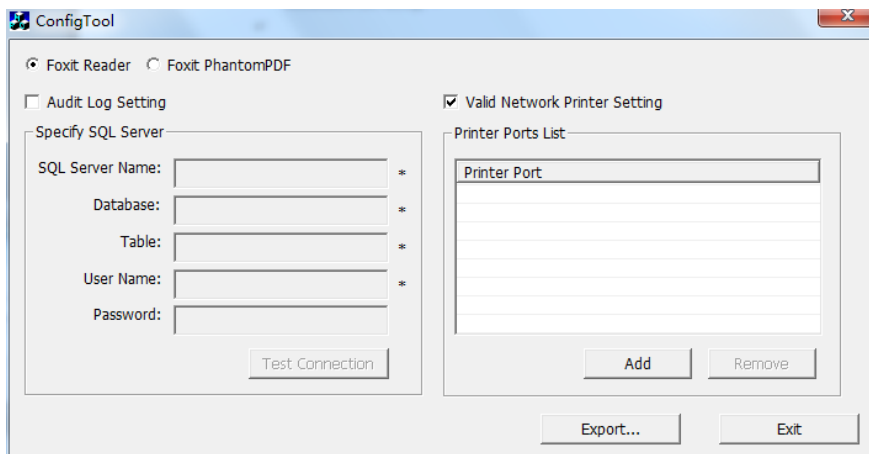 ConfigTool
x
Foxit Reader Foxit PhantomPDF
Audit Log Setting
Valid Network Printer Setting
Specify SQL Server
SQL Server Name: *
Database: *
Table: *
User Name: *
Password:
Test Connection
Printer Ports List
Printer Port
Add Remove
Export... Exit